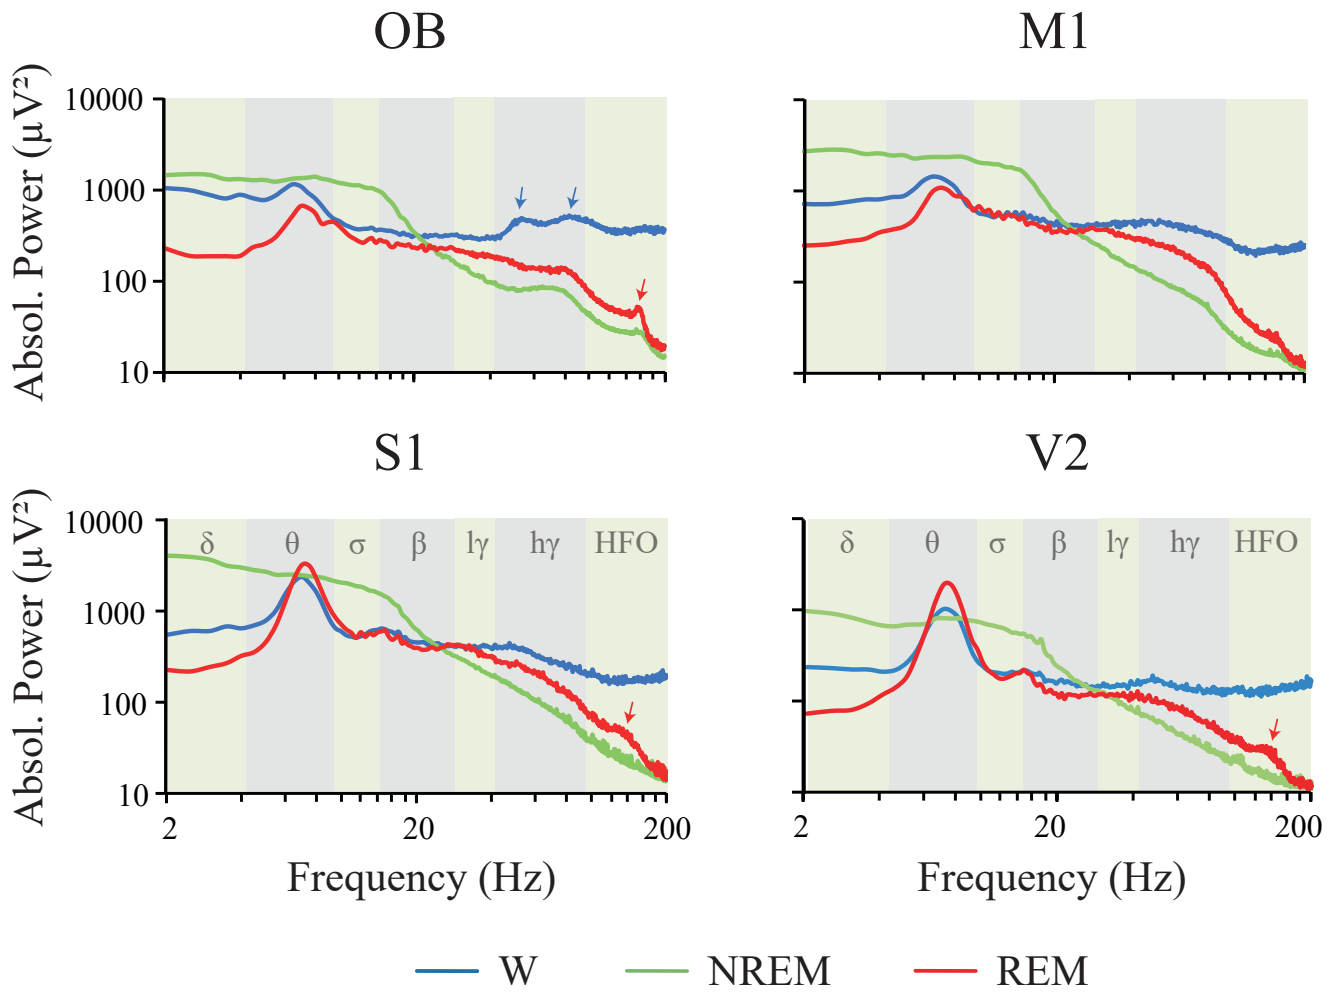 OB
M1
Absol. Power (µV²)
10000
1000
100
10
S1
V2
Absol. Power (µV²)
10000
1000
100
10
δ θ σ β lγ hγ HFO
δ θ σ β lγ hγ HFO
2 20 200
2 20 200
Frequency (Hz)
Frequency (Hz)
W NREM REM